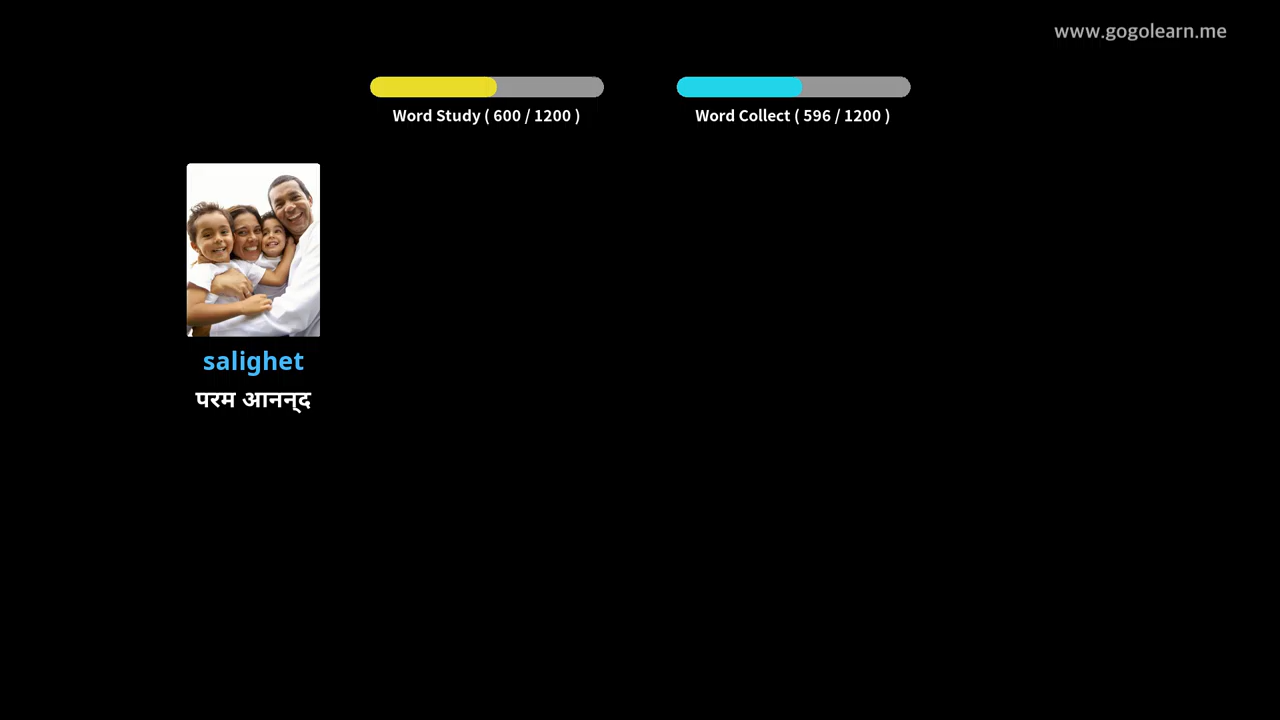 www.gogolearn.me
Word Study ( 600 / 1200 )
Word Collect ( 596 / 1200 )
salighet
परम आनन्द